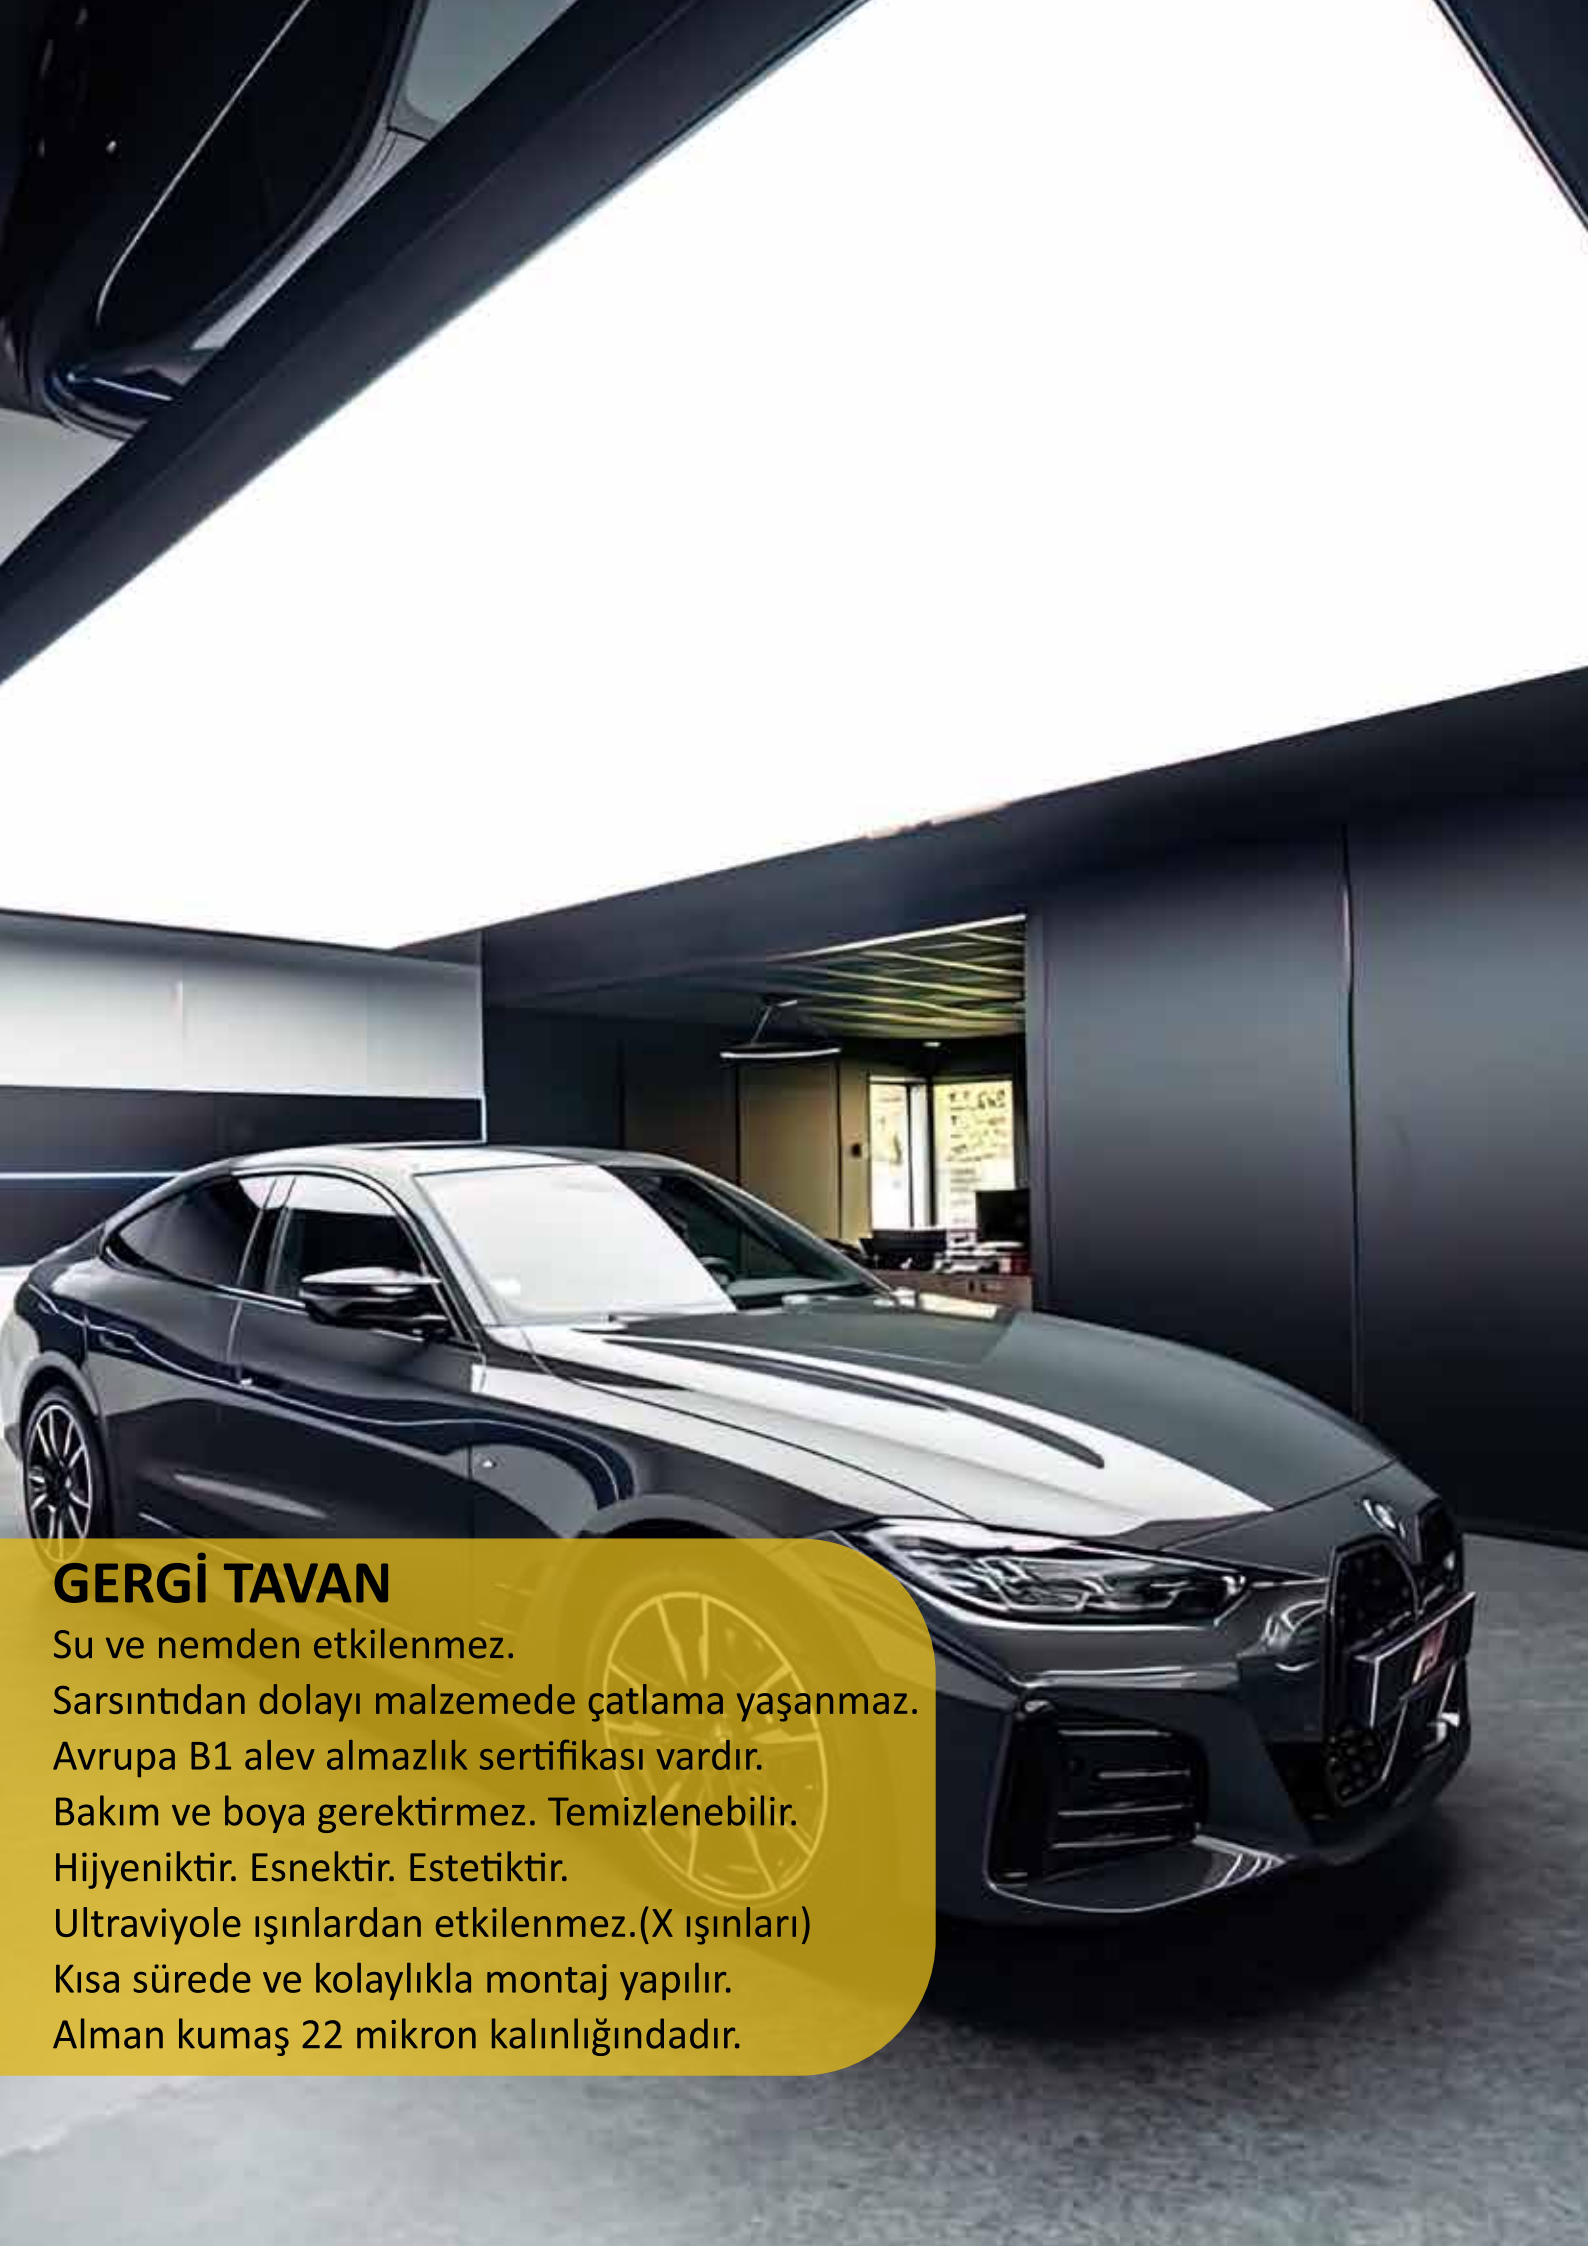 GERGİ TAVAN
Su ve nemden etkilenmez.
Sarsıntıdan dolayı malzemede çatlama yaşanmaz.
Avrupa B1 alev almazlık sertifikası vardır.
Bakım ve boya gerektirmez. Temizlenebilir.
Hijyeniktir. Esnektir. Estetiktir.
Ultraviyole ışınlardan etkilenmez.(X ışınları)
Kısa sürede ve kolaylıkla montaj yapılır.
Alman kumaş 22 mikron kalınlığındadır.